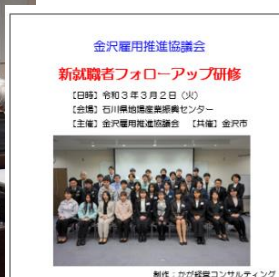 金沢雇用推進協議会
新就職者フォローアップ研修
【日時】令和３年３月２日（火）
【会場】石川県地場産業振興センター
【主催】金沢雇用推進協議会　【共催】金沢市
制作：かが経営コンサルティング